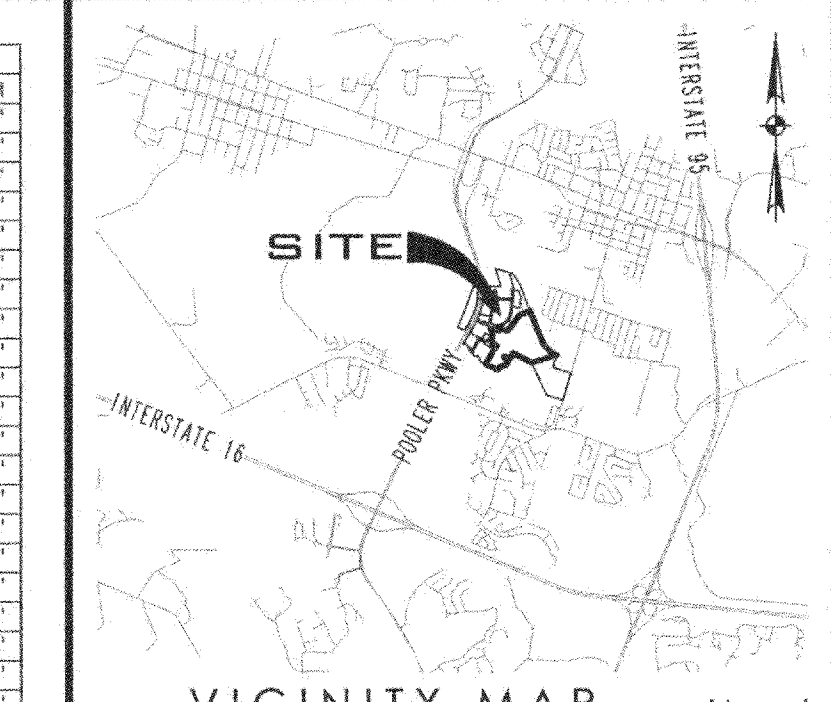 INTERSTATE 95
SITE
POOLER PKWY
INTERSTATE 16
VICINITY MAP